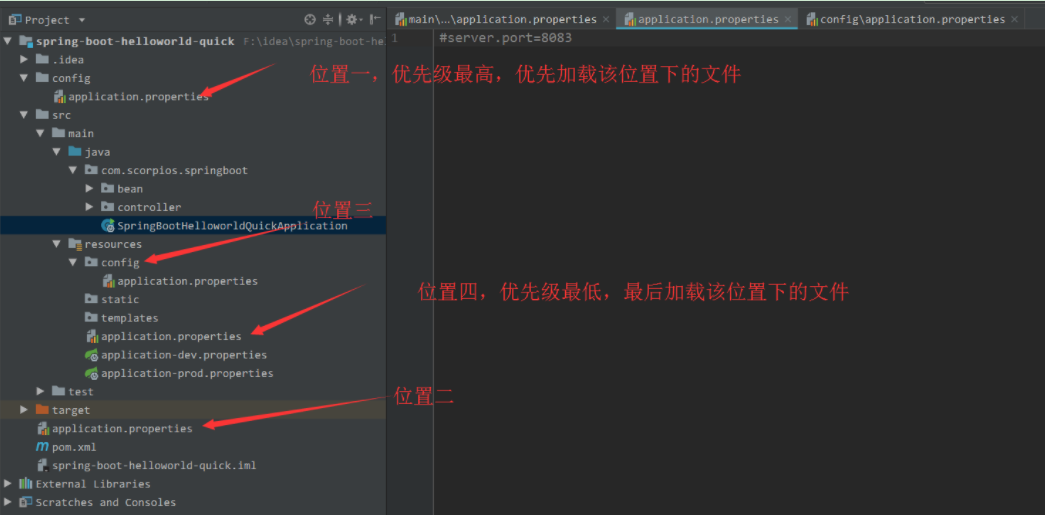 Project
main\...\application.properties
application.properties
config\application.properties
spring-boot-helloworld-quick F:\idea\spring-boot-he
1 #server.port=8083
.idea
位置一，优先级最高，优先加载该位置下的文件
config
application.properties
src
main
java
com.scorpios.springboot
bean
controller
位置三
SpringBootHelloworldQuickApplication
resources
config
application.properties
位置四，优先级最低，最后加载该位置下的文件
static
templates
application.properties
application-dev.properties
application-prod.properties
test
位置二
target
application.properties
pom.xml
spring-boot-helloworld-quick.iml
External Libraries
Scratches and Consoles